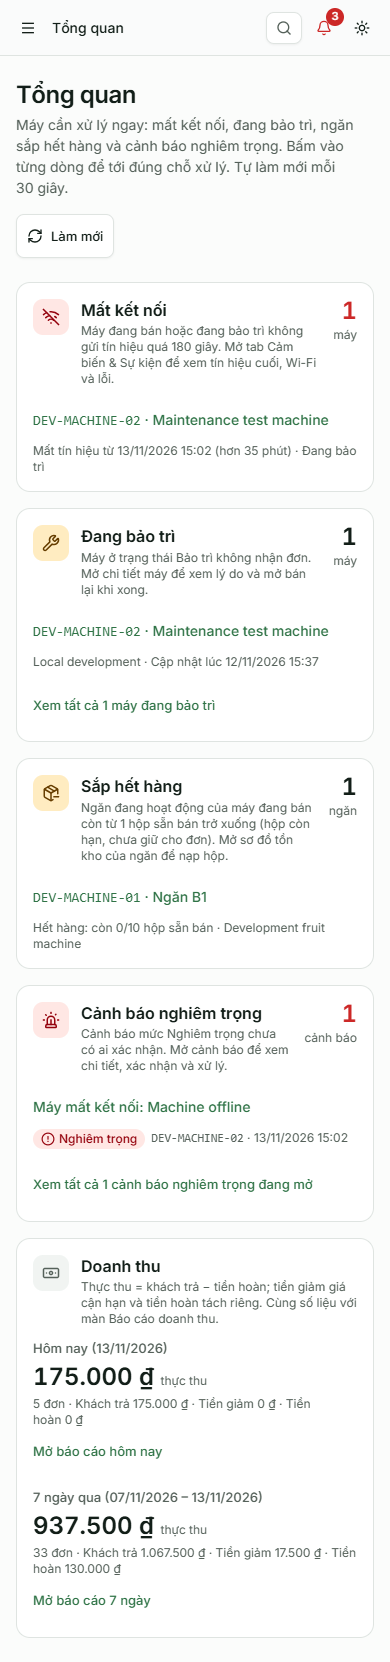 Tổng quan
3
Tổng quan
Máy cần xử lý ngay: mất kết nối, đang bảo trì, ngăn
sắp hết hàng và cảnh báo nghiêm trọng. Bấm vào
từng dòng để tới đúng chỗ xử lý. Tự làm mới mỗi
30 giây.
Làm mới
Mất kết nối
1
Máy đang bán hoặc đang bảo trì không
gửi tín hiệu quá 180 giây. Mở tab Cảm
biến & Sự kiện để xem tín hiệu cuối, Wi-Fi
và lỗi.
máy
DEV-MACHINE-02 · Maintenance test machine
Mất tín hiệu từ 13/11/2026 15:02 (hơn 35 phút) · Đang bảo
trì
Đang bảo trì
1
Máy ở trạng thái Bảo trì không nhận đơn.
Mở chi tiết máy để xem lý do và mở bán
lại khi xong.
máy
DEV-MACHINE-02 · Maintenance test machine
Local development · Cập nhật lúc 12/11/2026 15:37
Xem tất cả 1 máy đang bảo trì
Sắp hết hàng
1
Ngăn đang hoạt động của máy đang bán
còn từ 1 hộp sẵn bán trở xuống (hộp còn
hạn, chưa giữ cho đơn). Mở sơ đồ tồn
kho của ngăn để nạp hộp.
ngăn
DEV-MACHINE-01 · Ngăn B1
Hết hàng: còn 0/10 hộp sẵn bán · Development fruit
machine
Cảnh báo nghiêm trọng
1
Cảnh báo mức Nghiêm trọng chưa
có ai xác nhận. Mở cảnh báo để xem
chi tiết, xác nhận và xử lý.
cảnh báo
Máy mất kết nối: Machine offline
Nghiêm trọng DEV-MACHINE-02 · 13/11/2026 15:02
Xem tất cả 1 cảnh báo nghiêm trọng đang mở
Doanh thu
Thực thu = khách trả − tiền hoàn; tiền giảm giá
cận hạn và tiền hoàn tách riêng. Cùng số liệu với
màn Báo cáo doanh thu.
Hôm nay (13/11/2026)
175.000 ₫ thực thu
5 đơn · Khách trả 175.000 ₫ · Tiền giảm 0 ₫ · Tiền
hoàn 0 ₫
Mở báo cáo hôm nay
7 ngày qua (07/11/2026 – 13/11/2026)
937.500 ₫ thực thu
33 đơn · Khách trả 1.067.500 ₫ · Tiền giảm 17.500 ₫ · Tiền
hoàn 130.000 ₫
Mở báo cáo 7 ngày